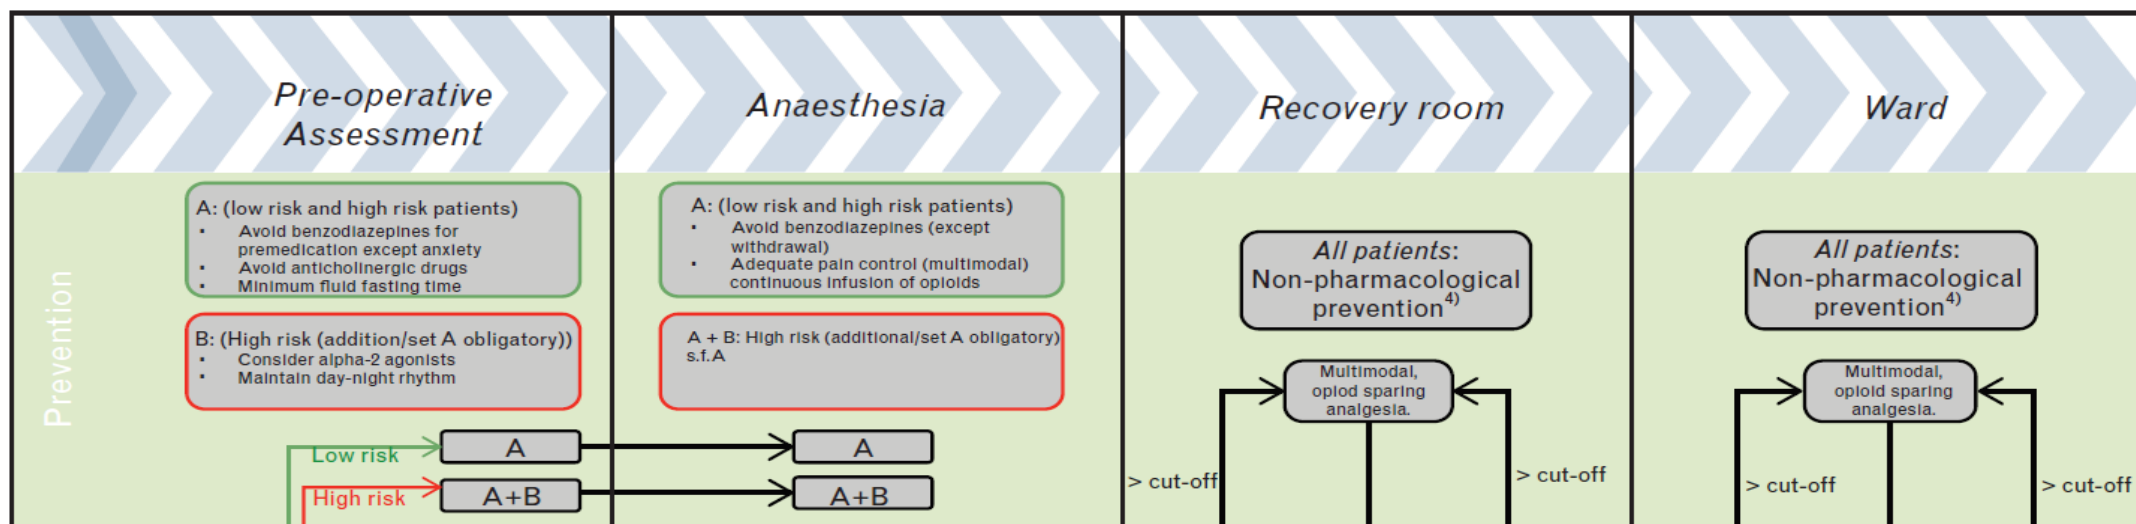 Pre-operative
Assessment
Anaesthesia
Recovery room
Ward
Prevention
A: (low risk and high risk patients)
▪ Avoid benzodiazepines for
premedication except anxiety
▪ Avoid anticholinergic drugs
▪ Minimum fluid fasting time
B: (High risk (addition/set A obligatory))
▪ Consider alpha-2 agonists
▪ Maintain day-night rhythm
Low risk
A
High risk
A+B
A: (low risk and high risk patients)
▪ Avoid benzodiazepines (except
withdrawal)
▪ Adequate pain control (multimodal)
continuous infusion of opioids
A + B: High risk (additional/set A obligatory)
s.f.A
A
A+B
All patients:
Non-pharmacological
prevention4)
Multimodal,
opiod sparing
analgesia.
> cut-off
> cut-off
All patients:
Non-pharmacological
prevention4)
Multimodal,
opioid sparing
analgesia.
> cut-off
> cut-off